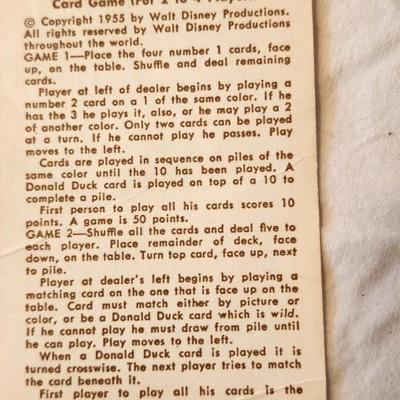 Card Game (For 2 to 4 Players)
© Copyright 1955 by Walt Disney Productions.
All rights reserved by Walt Disney Productions
throughout the world.
GAME 1—Place the four number 1 cards, face
up, on the table. Shuffle and deal remaining
cards.
Player at left of dealer begins by playing a
number 2 card on a 1 of the same color. If he
has the 3 he plays it, also, or he may play a 2
of another color. Only two cards can be played
at a turn. If he cannot play he passes. Play
moves to the left.
Cards are played in sequence on piles of the
same color until the 10 has been played. A
Donald Duck card is played on top of a 10 to
complete a pile.
First person to play all his cards scores 10
points. A game is 50 points.
GAME 2—Shuffle all the cards and deal five to
each player. Place remainder of deck, face
down, on the table. Turn top card, face up, next
to pile.
Player at dealer's left begins by playing a
matching card on the one that is face up on the
table. Card must match either by picture or
color, or be a Donald Duck card which is wild.
If he cannot play he must draw from pile until
he can play. Play moves to the left.
When a Donald Duck card is played it is
turned crosswise. The next player tries to match
the card beneath it.
First player to play all his cards is the